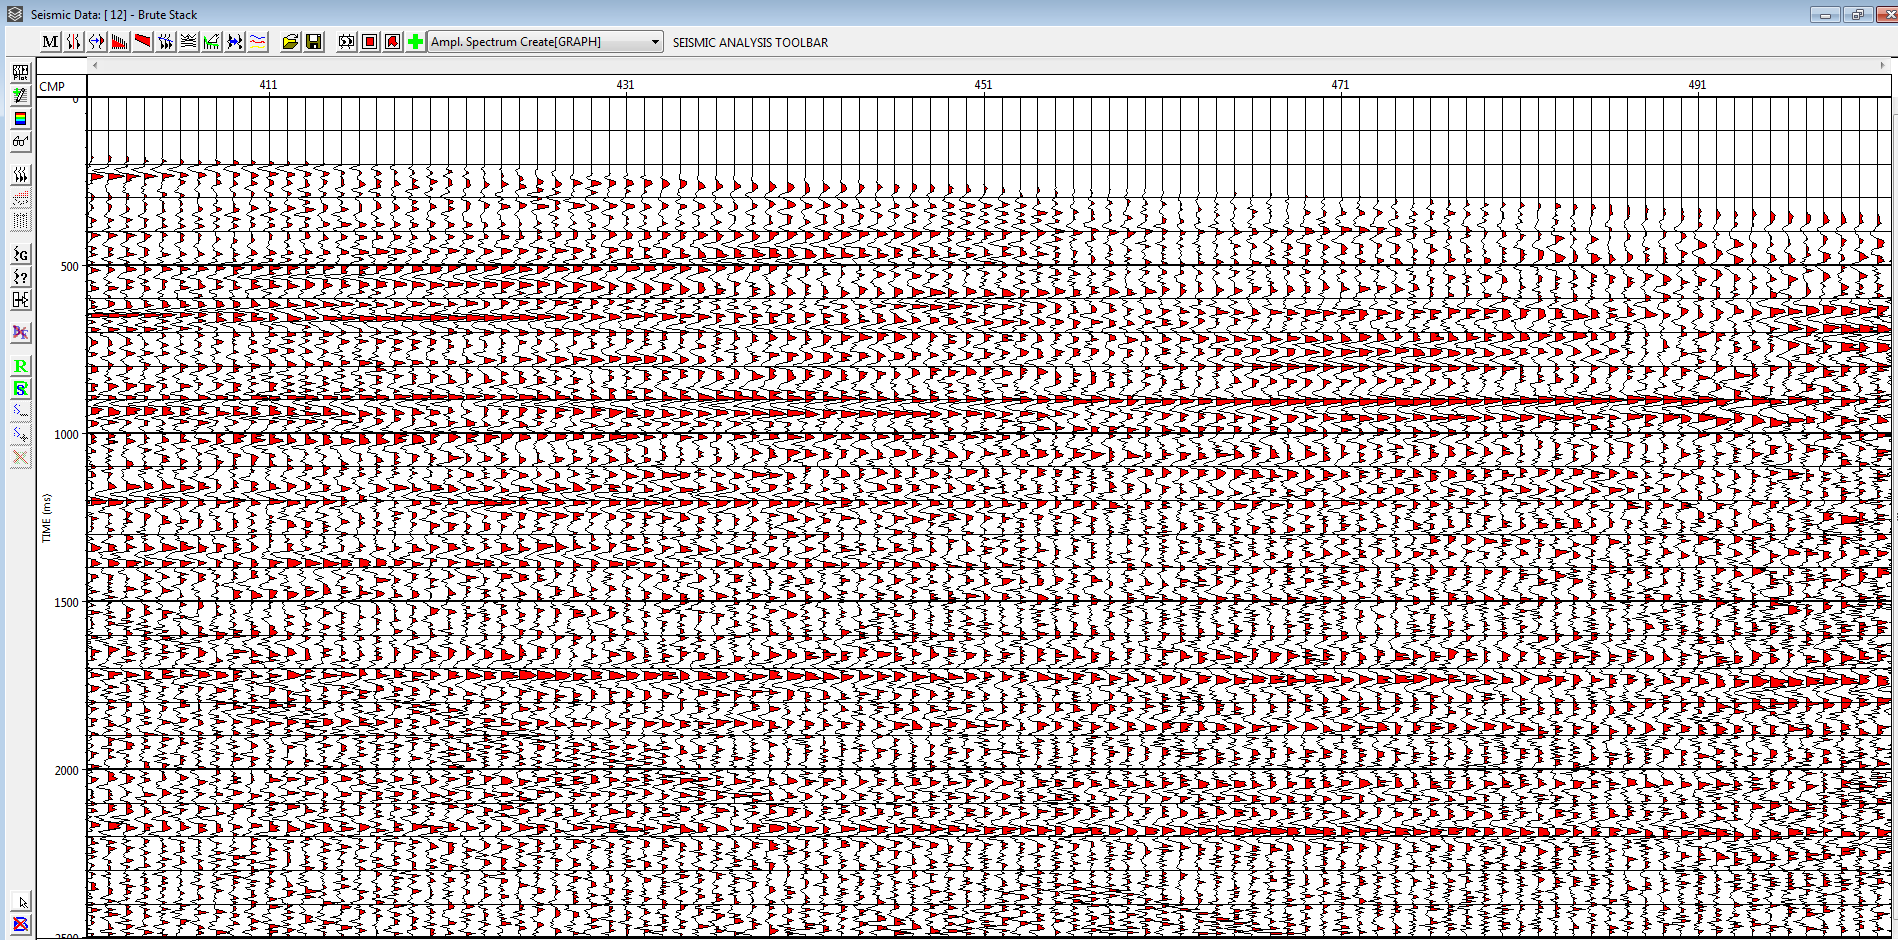 Seismic Data: [ 12] - Brute Stack
M
Ampl. Spectrum Create[GRAPH]
SEISMIC ANALYSIS TOOLBAR
CMP
411 431 451 471 491
0
500
1000
1500
2000
2500
TIME (ms)
G
?
R